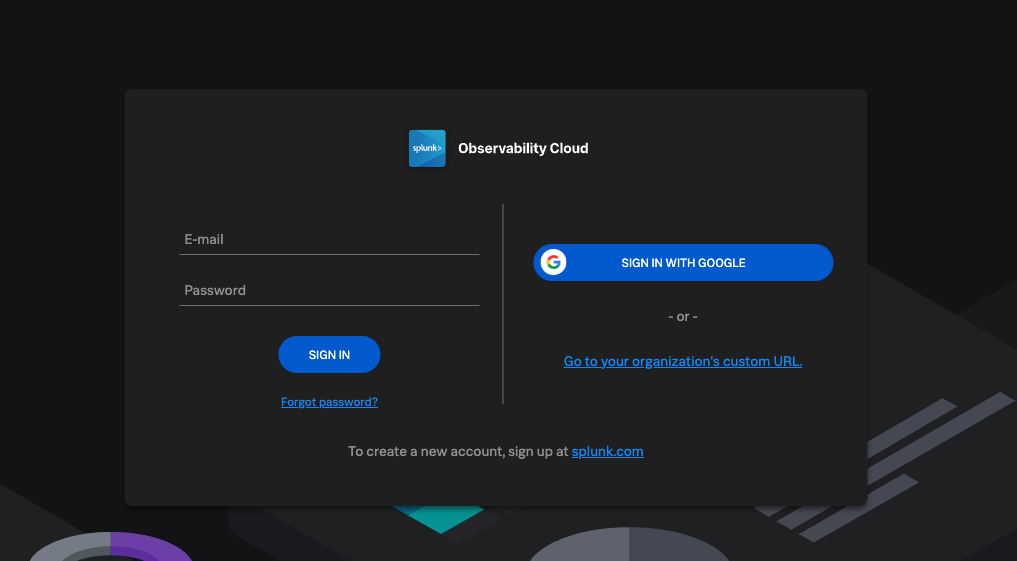 splunk>
Observability Cloud
E-mail
Password
SIGN IN
Forgot password?
SIGN IN WITH GOOGLE
- or -
Go to your organization's custom URL.
To create a new account, sign up at splunk.com